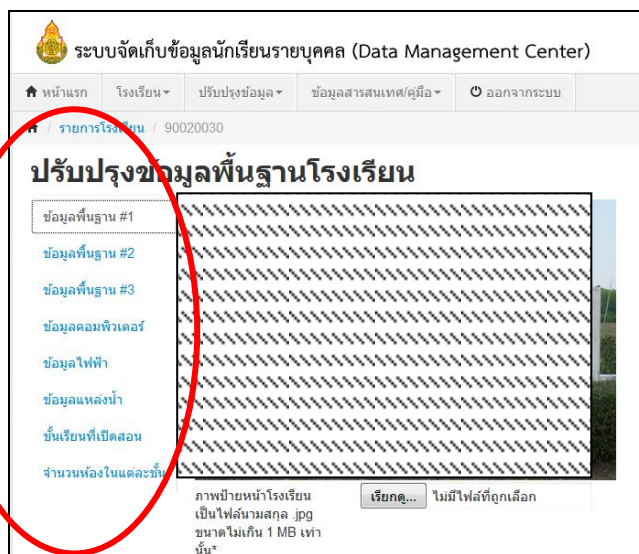 ระบบจัดเก็บข้อมูลนักเรียนรายบุคคล (Data Management Center)
หน้าแรก โรงเรียน ปรับปรุงข้อมูล ข้อมูลสารสนเทศ/คู่มือ ออกจากระบบ
/ รายการโรงเรียน / 90020030
ปรับปรุงข้อมูลพื้นฐานโรงเรียน
ข้อมูลพื้นฐาน #1
ข้อมูลพื้นฐาน #2
ข้อมูลพื้นฐาน #3
ข้อมูลคอมพิวเตอร์
ข้อมูลไฟฟ้า
ข้อมูลแหล่งน้ำ
ชั้นเรียนที่เปิดสอน
จำนวนห้องในแต่ละชั้น
ภาพป้ายหน้าโรงเรียน
เป็นไฟล์นามสกุล .jpg
ขนาดไม่เกิน 1 MB เท่า
นั้น*
เรียกดู... ไม่มีไฟล์ที่ถูกเลือก